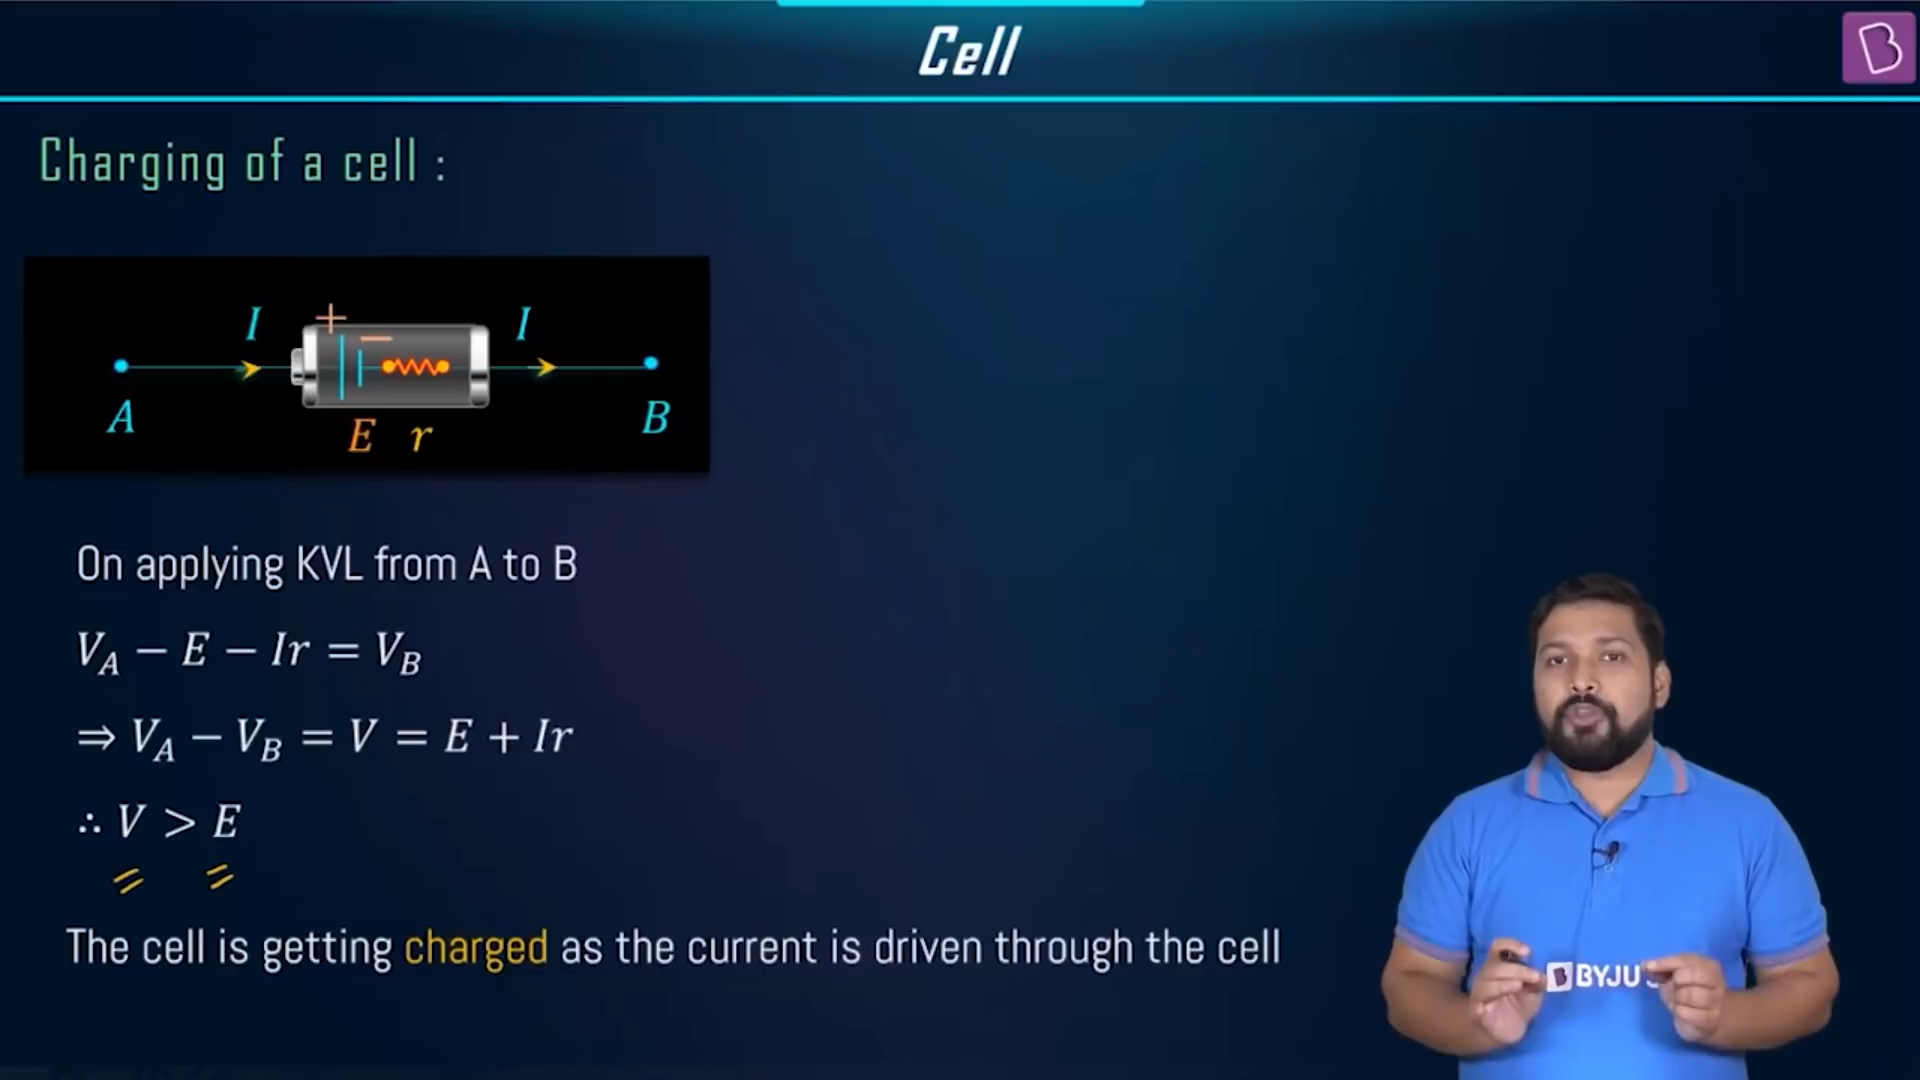 Cell
B
Charging of a cell :
I I
+ −
A B
E r
On applying KVL from A to B
V_A − E − Ir = V_B
⇒ V_A − V_B = V = E + Ir
∴ V > E
The cell is getting charged as the current is driven through the cell
B BYJU'S